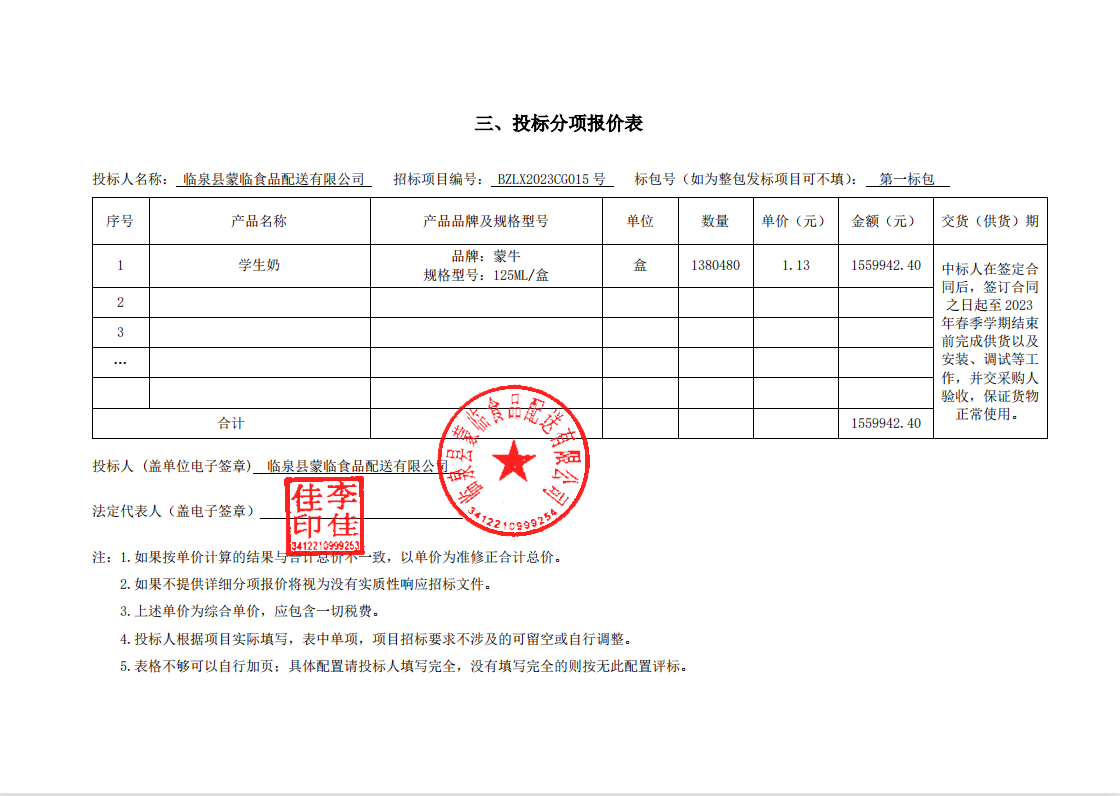 三、投标分项报价表
投标人名称： 临泉县蒙临食品配送有限公司 招标项目编号： BZLX2023CG015 号 标包号（如为整包发标项目可不填）： 第一标包
序号 产品名称 产品品牌及规格型号 单位 数量 单价（元） 金额（元） 交货（供货）期
1 学生奶 品牌：蒙牛 规格型号：125ML/盒 盒 1380480 1.13 1559942.40
中标人在签定合
同后，签订合同
之日起至 2023
年春季学期结束
前完成供货以及
安装、调试等工
作，并交采购人
验收，保证货物
正常使用。
2
3
…
合计 1559942.40
投标人（盖单位电子签章） 临泉县蒙临食品配送有限公司
临泉县蒙临食品配送有限公司
3412210999254
法定代表人（盖电子签章）
李佳佳印
3412210999253
注：1.如果按单价计算的结果与合计总价不一致，以单价为准修正合计总价。
2.如果不提供详细分项报价将视为没有实质性响应招标文件。
3.上述单价为综合单价，应包含一切税费。
4.投标人根据项目实际填写，表中单项，项目招标要求不涉及的可留空或自行调整。
5.表格不够可以自行加页；具体配置请投标人填写完全，没有填写完全的则按无此配置评标。